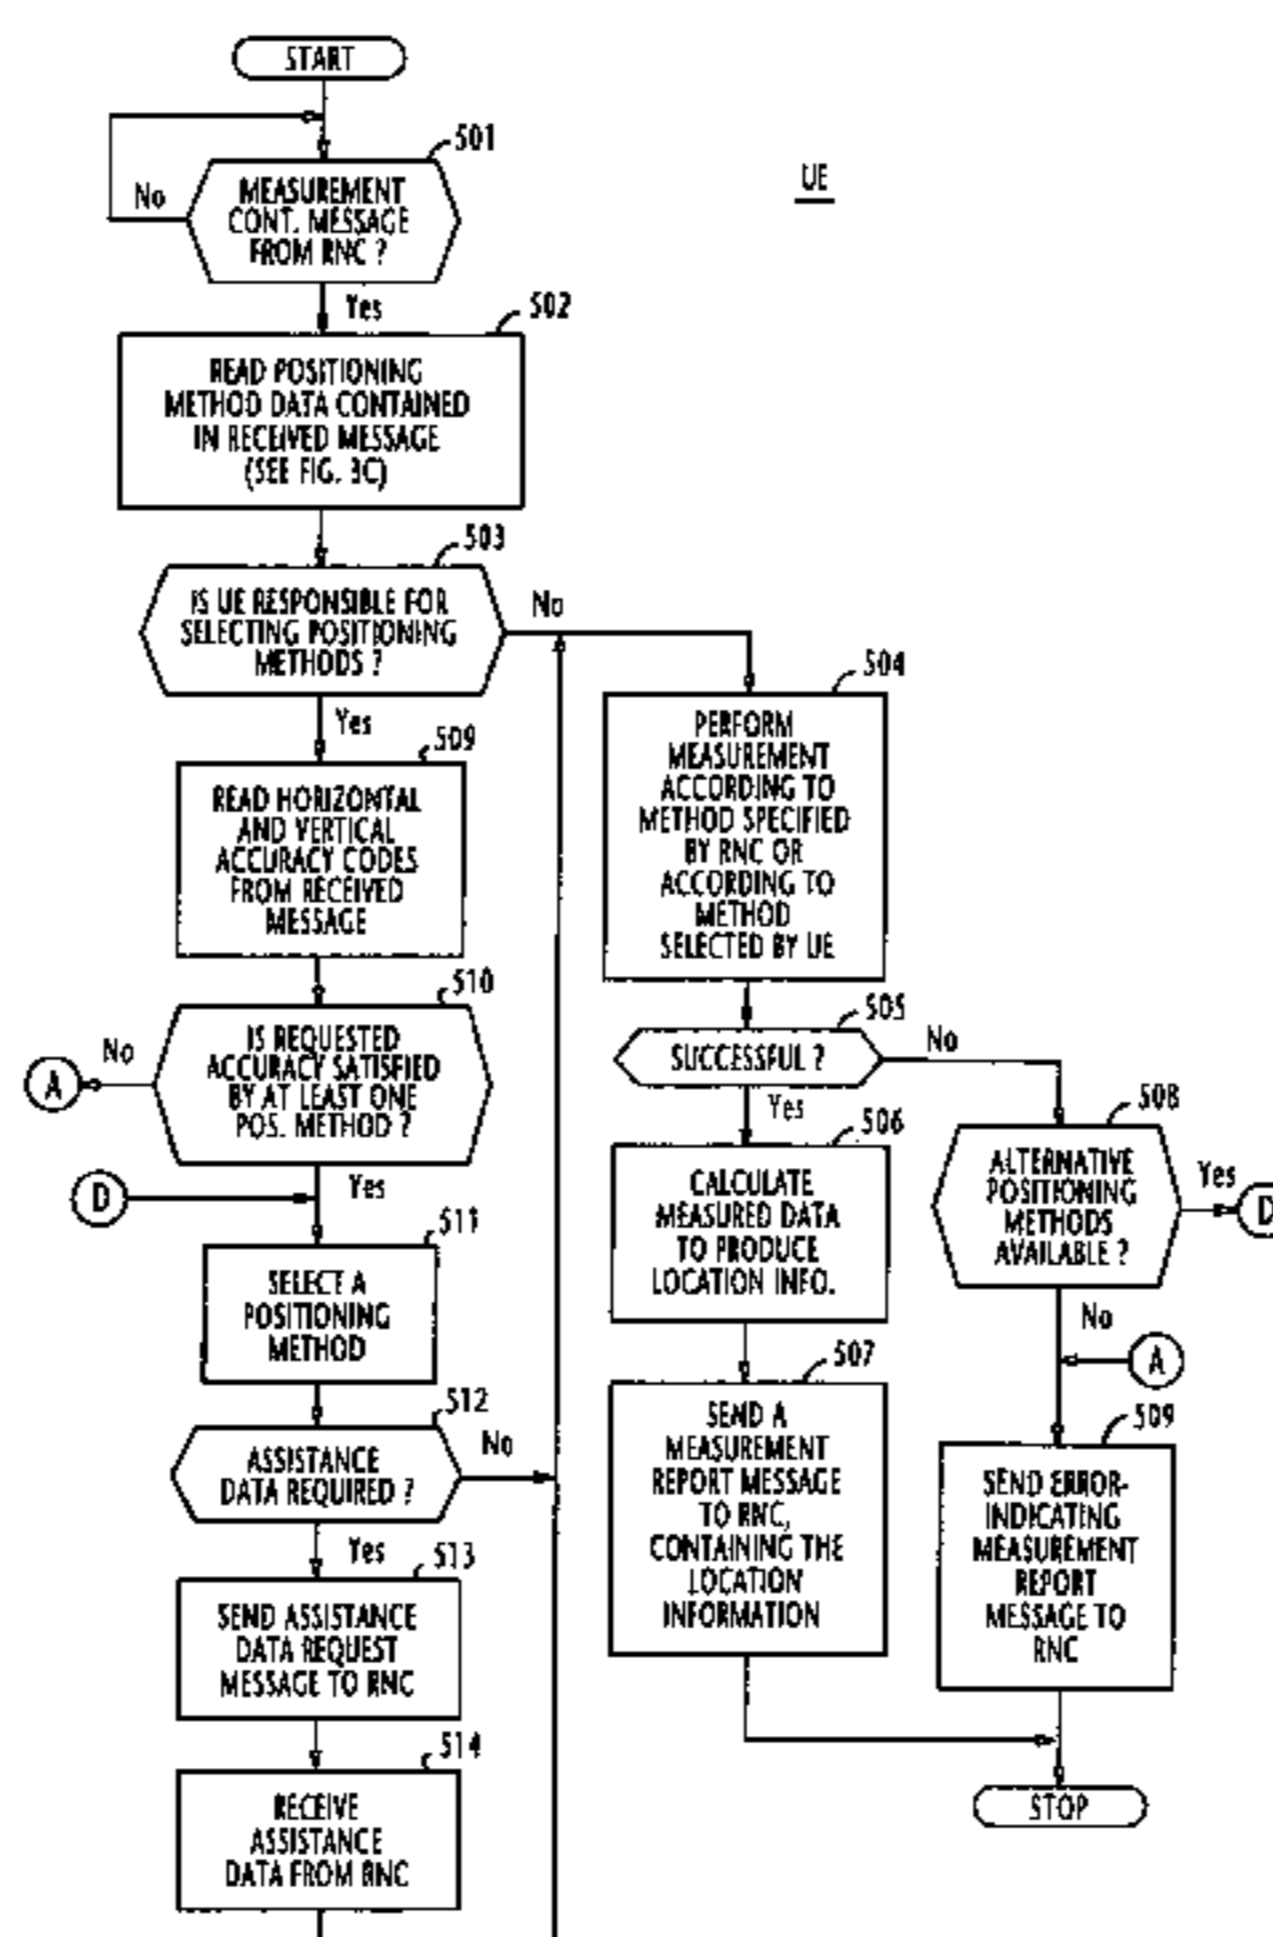 START
501
UE
No
MEASUREMENT
CONT. MESSAGE
FROM RNC ?
Yes
502
READ POSITIONING
METHOD DATA CONTAINED
IN RECEIVED MESSAGE
(SEE FIG. 3C)
503
IS UE RESPONSIBLE FOR
SELECTING POSITIONING
METHODS ?
No
Yes
509
READ HORIZONTAL
AND VERTICAL
ACCURACY CODES
FROM RECEIVED
MESSAGE
510
IS REQUESTED
ACCURACY SATISFIED
BY AT LEAST ONE
POS. METHOD ?
No
A
Yes
D
511
SELECT A
POSITIONING
METHOD
512
ASSISTANCE
DATA REQUIRED ?
No
Yes
513
SEND ASSISTANCE
DATA REQUEST
MESSAGE TO RNC
514
RECEIVE
ASSISTANCE
DATA FROM RNC
504
PERFORM
MEASUREMENT
ACCORDING TO
METHOD SPECIFIED
BY RNC OR
ACCORDING TO
METHOD
SELECTED BY UE
505
SUCCESSFUL ?
No
Yes
506
CALCULATE
MEASURED DATA
TO PRODUCE
LOCATION INFO.
507
SEND A
MEASUREMENT
REPORT MESSAGE
TO RNC,
CONTAINING THE
LOCATION
INFORMATION
508
ALTERNATIVE
POSITIONING
METHODS
AVAILABLE ?
Yes
D
No
A
509
SEND ERROR-
INDICATING
MEASUREMENT
REPORT
MESSAGE TO
RNC
STOP